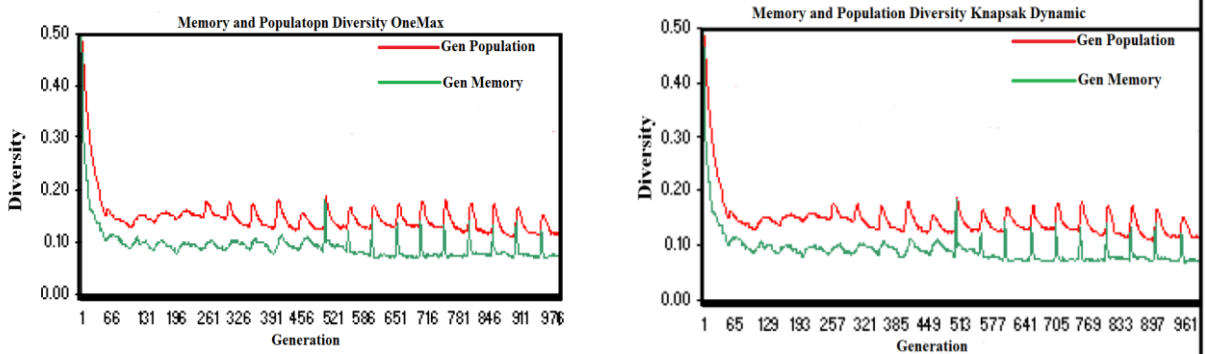 Memory and Populatopn Diversity OneMax
0.50
0.40
0.30
0.20
0.10
0.00
Diversity
Gen Population
Gen Memory
1 66 131 196 261 326 391 456 521 586 651 716 781 846 911 976
Generation
Memory and Population Diversity Knapsak Dynamic
0.50
0.40
0.30
0.20
0.10
0.00
Diversity
Gen Population
Gen Memory
1 65 129 193 257 321 385 449 513 577 641 705 769 833 897 961
Generation